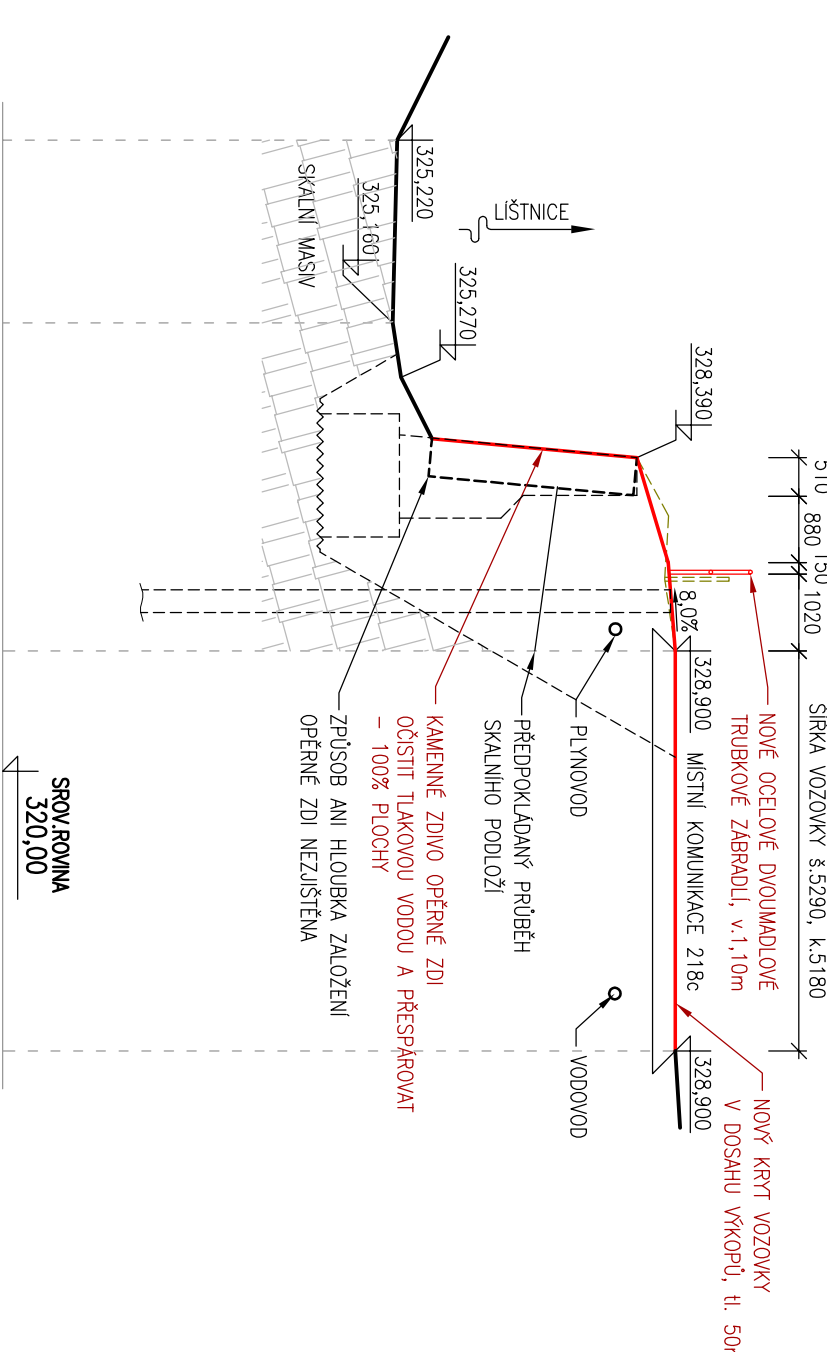 ŠÍRKA VOZOVKY š.5290, k.5180
510
880
150
1020
NOVÝ KRYT VOZOVKY
V DOSAHU VÝKOPŮ, tl.
NOVÉ OCELOVÉ DVOUMADLOVÉ
TRUBKOVÉ ZÁBRADLÍ, v.1,10m
328,390
8,0%
328,900
MÍSTNÍ KOMUNIKACE 218c
328,900
LÍŠTNICE
PLYNOVOD
VODOVOD
PŘEDPOKLÁDANÝ PRŮBĚH
SKALNÍHO PODLOŽÍ
325,270
325,220
325,160
SKALNÍ MASIV
KAMENNÉ ZDIVO OPĚRNÉ ZDI
OČISTIT TLAKOVOU VODOU A PŘESPÁROVAT
- 100% PLOCHY
ZPŮSOB ANI HLOUBKA ZALOŽENÍ
OPĚRNÉ ZDI NEZJIŠTĚNA
SROV.ROVINA
320,00